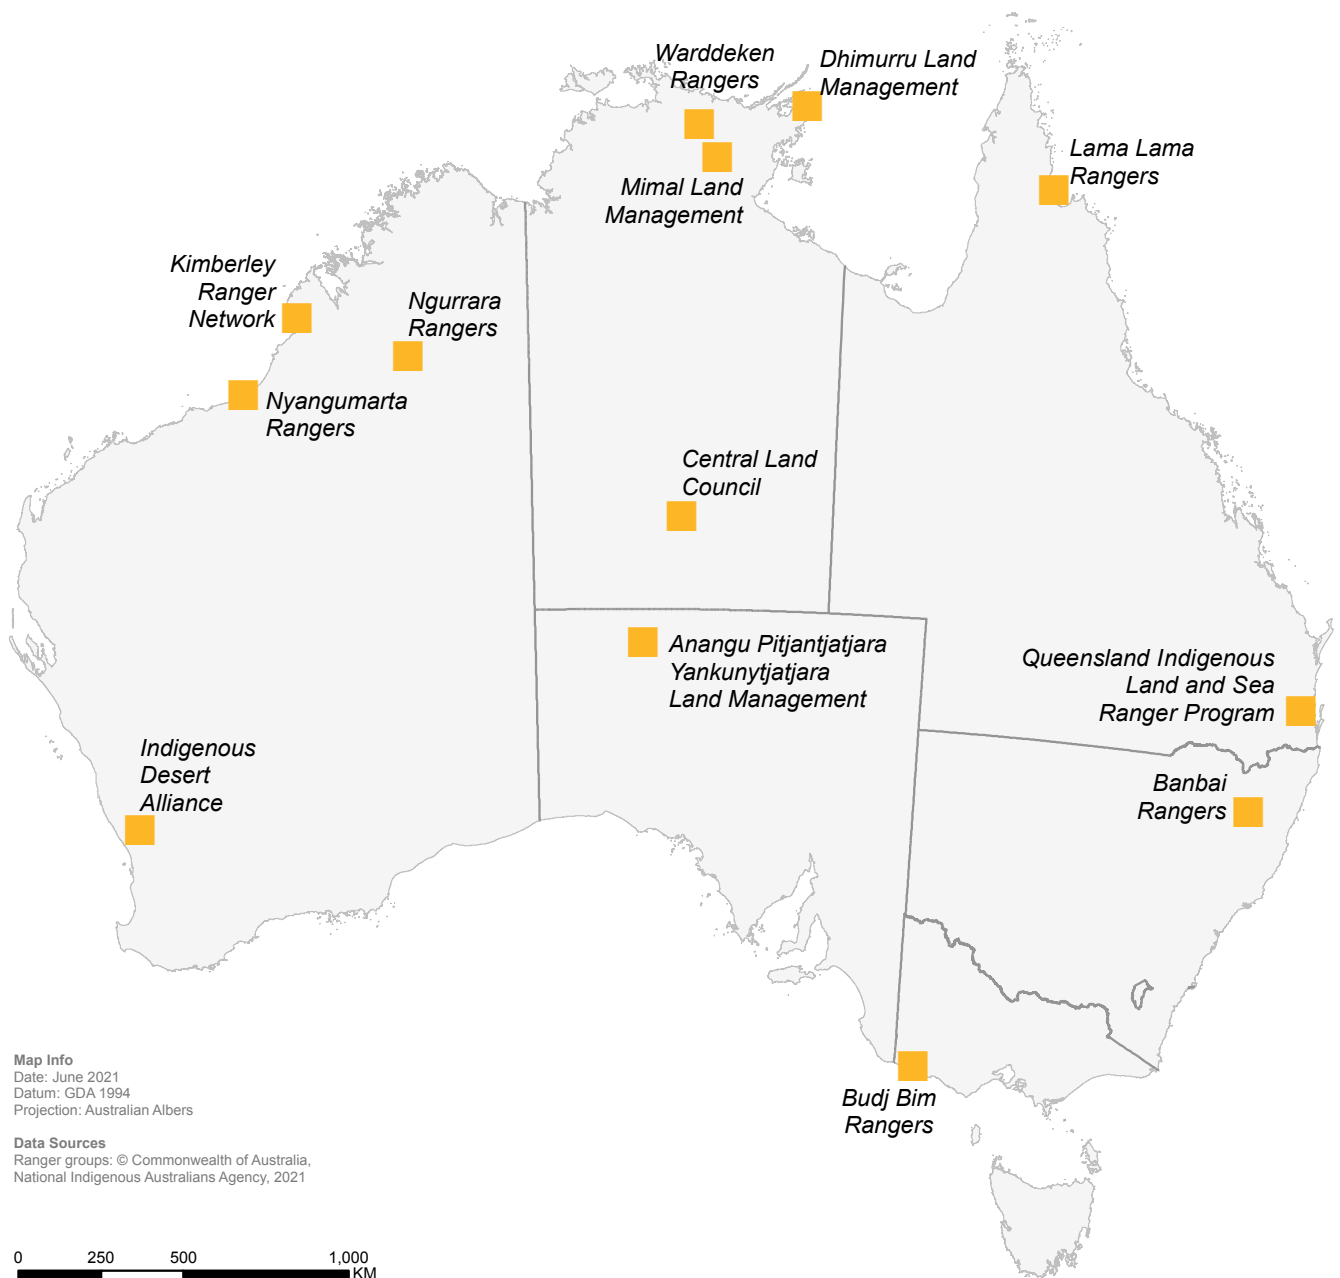 Warddeken
Rangers
Dhimurru Land
Management
Mimal Land
Management
Lama Lama
Rangers
Kimberley
Ranger
Network
Ngurrara
Rangers
Nyangumarta
Rangers
Central Land
Council
Anangu Pitjantjatjara
Yankunytjatjara
Land Management
Queensland Indigenous
Land and Sea
Ranger Program
Indigenous
Desert
Alliance
Banbai
Rangers
Budj Bim
Rangers
Map Info
Date: June 2021
Datum: GDA 1994
Projection: Australian Albers
Data Sources
Ranger groups: © Commonwealth of Australia,
National Indigenous Australians Agency, 2021
0 250 500 1,000
KM